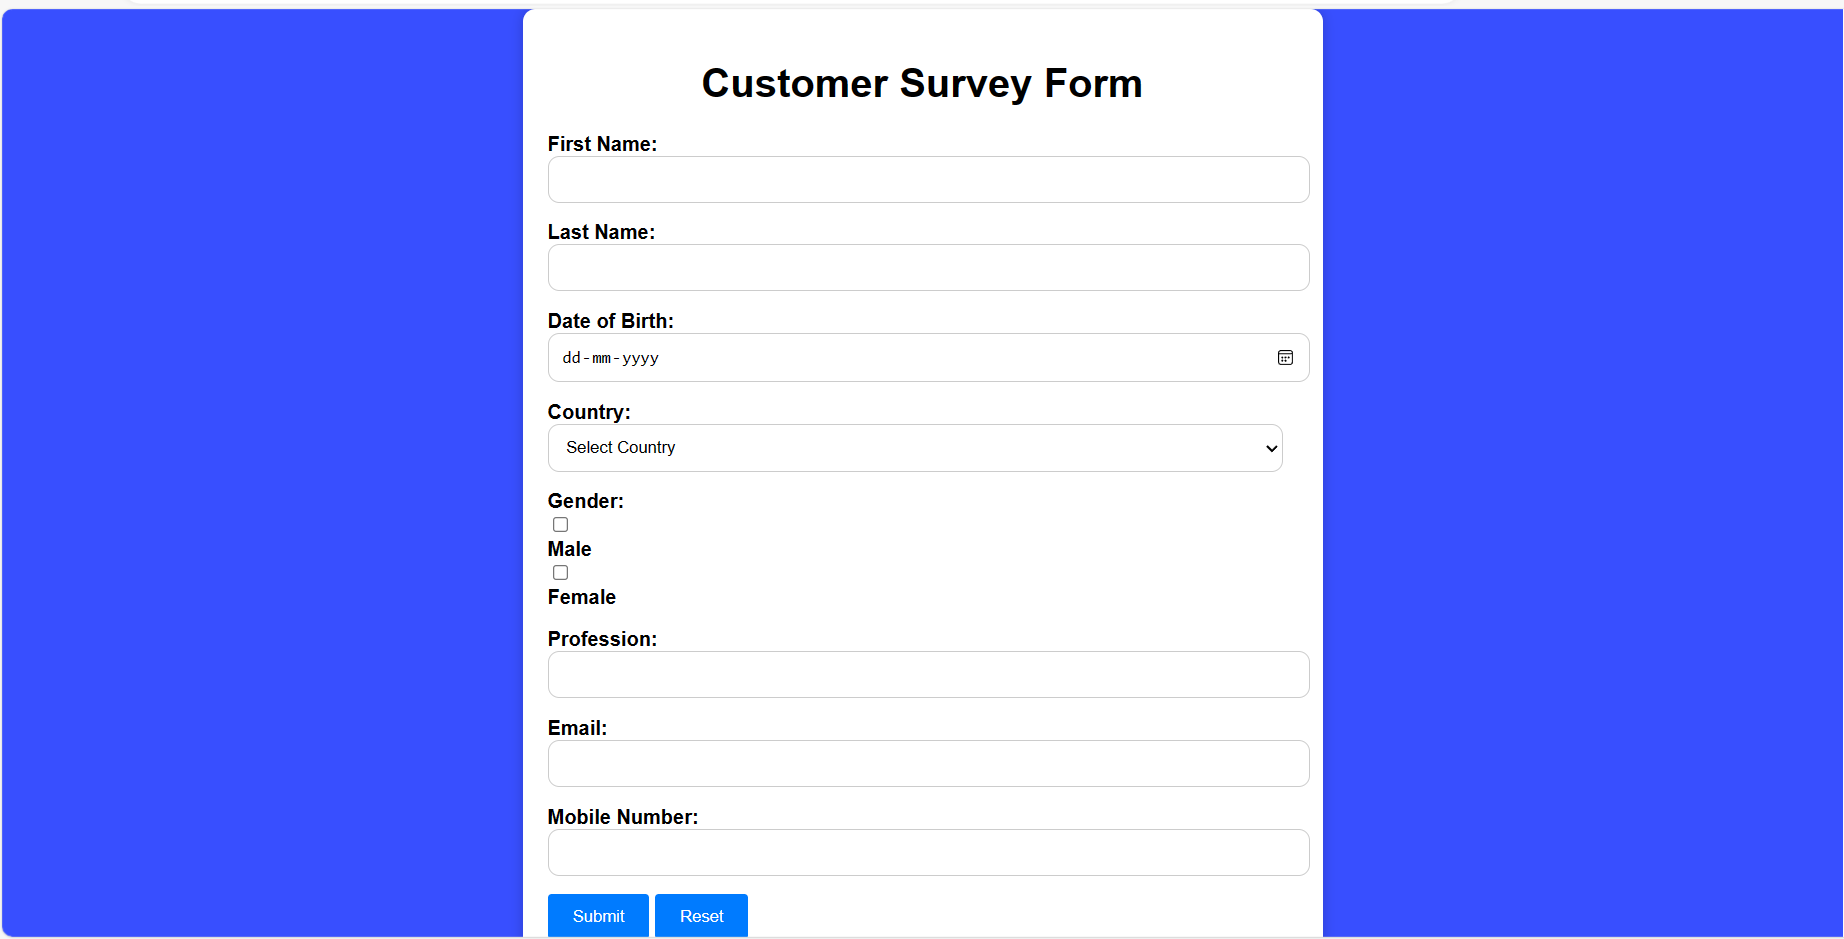 Customer Survey Form
First Name:
Last Name:
Date of Birth:
dd-mm-yyyy
Country:
Select Country
Gender:
Male
Female
Profession:
Email:
Mobile Number:
Submit Reset